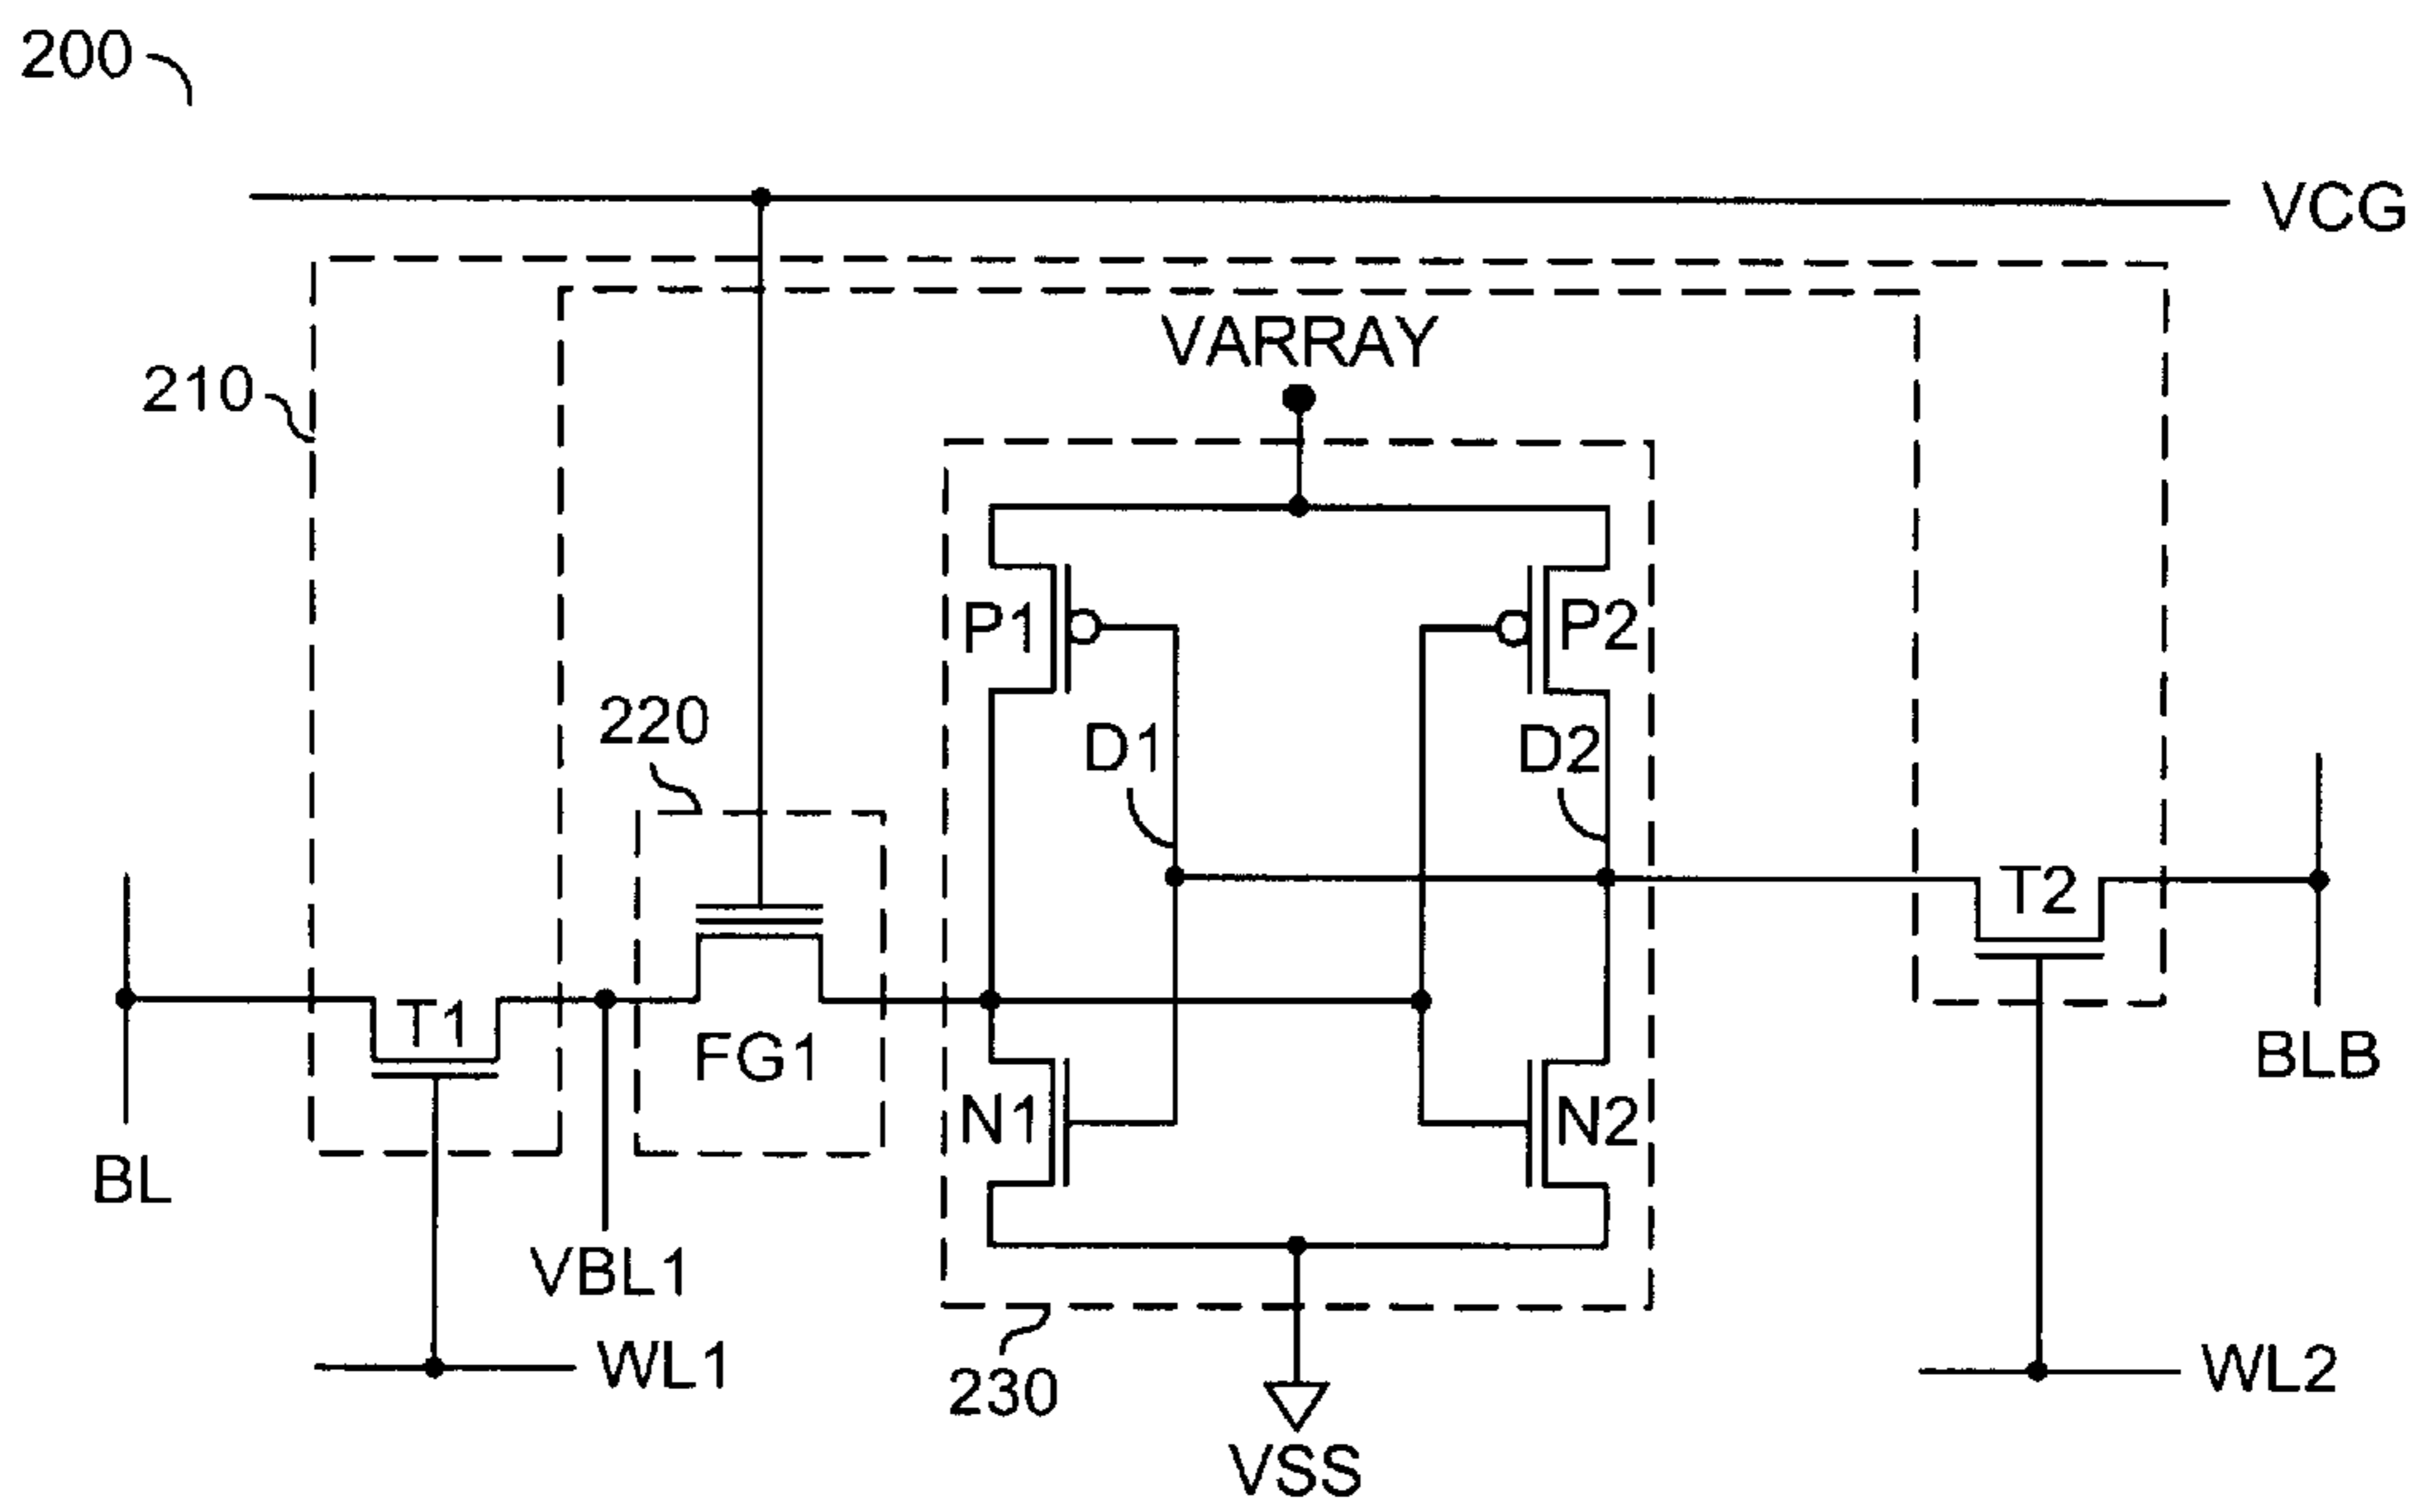 200
VCG
VARRAY
210
P1
P2
220
D1
D2
T2
T1
FG1
N1
N2
BLB
BL
VBL1
WL1
WL2
230
VSS